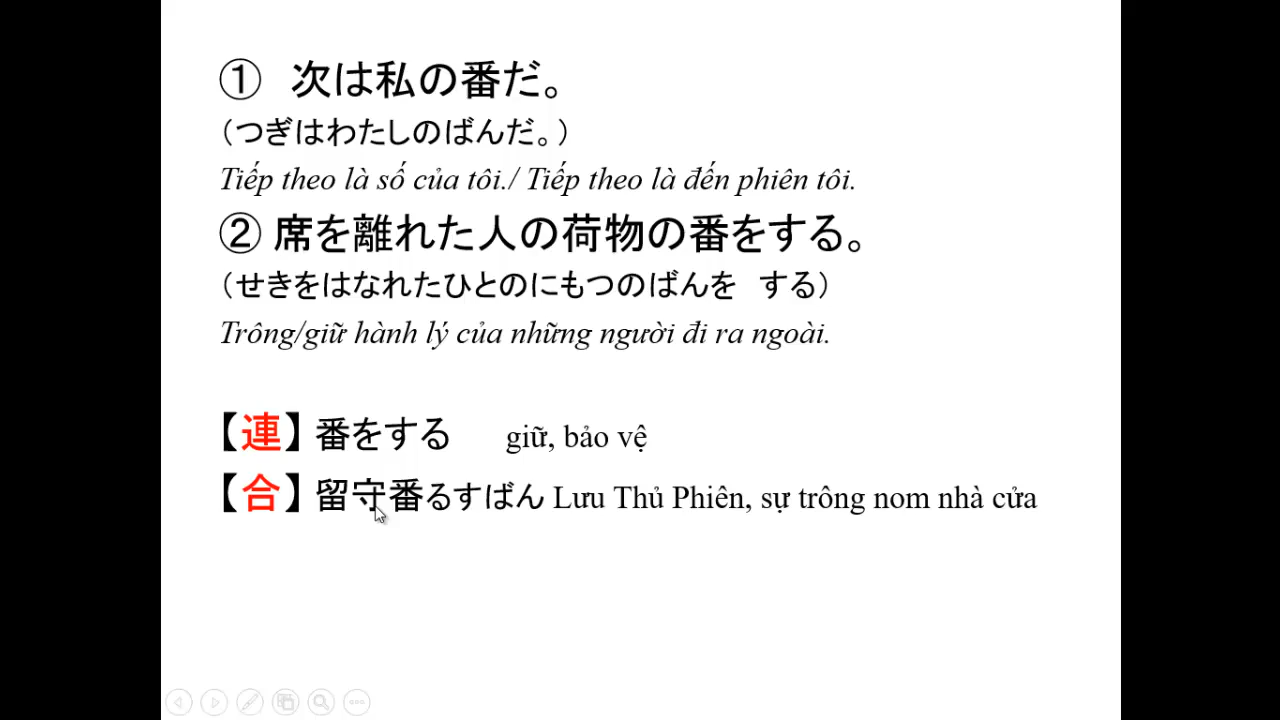 ① 次は私の番だ。
（つぎはわたしのばんだ。）
Tiếp theo là số của tôi./ Tiếp theo là đến phiên tôi.
② 席を離れた人の荷物の番をする。
（せきをはなれたひとのにもつのばんを　する）
Trông/giữ hành lý của những người đi ra ngoài.
【連】 番をする giữ, bảo vệ
【合】 留守番るすばん Lưu Thủ Phiên, sự trông nom nhà cửa